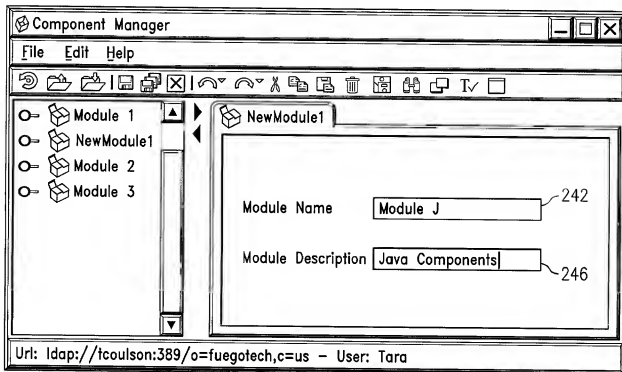 Component Manager
File Edit Help
Module 1
NewModule1
Module 2
Module 3
NewModule1
Module Name Module J 242
Module Description Java Components 246
Url: ldap://tcoulson:389/o=fuegotech,c=us – User: Tara